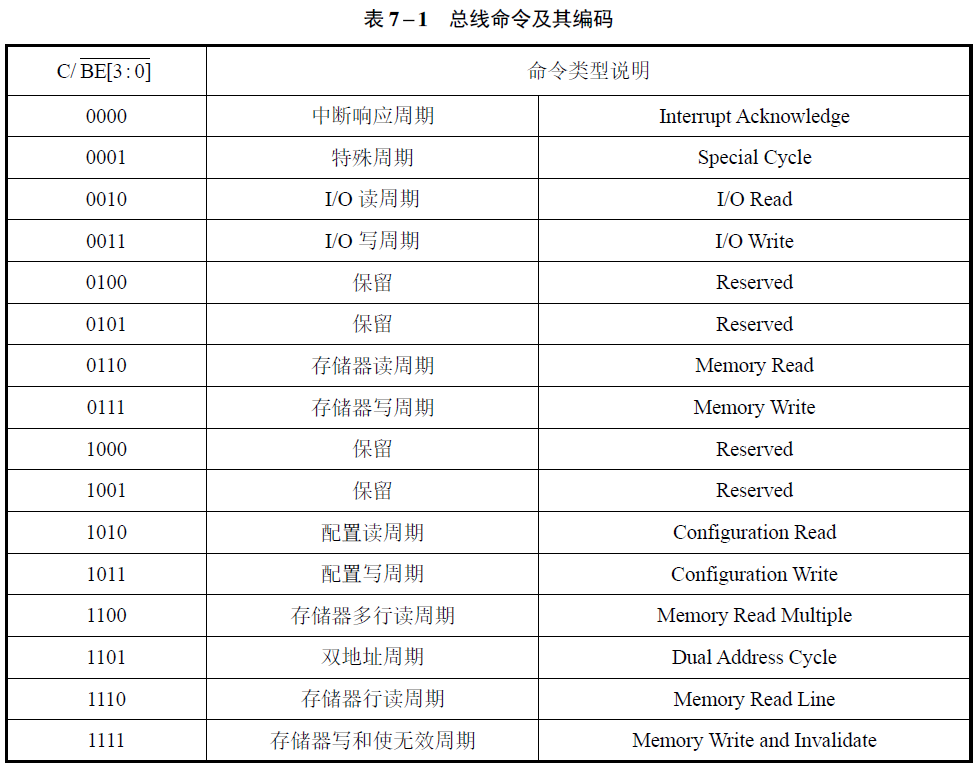 表 7–1 总线命令及其编码
C/BE[3:0] 命令类型说明
0000 中断响应周期 Interrupt Acknowledge
0001 特殊周期 Special Cycle
0010 I/O 读周期 I/O Read
0011 I/O 写周期 I/O Write
0100 保留 Reserved
0101 保留 Reserved
0110 存储器读周期 Memory Read
0111 存储器写周期 Memory Write
1000 保留 Reserved
1001 保留 Reserved
1010 配置读周期 Configuration Read
1011 配置写周期 Configuration Write
1100 存储器多行读周期 Memory Read Multiple
1101 双地址周期 Dual Address Cycle
1110 存储器行读周期 Memory Read Line
1111 存储器写和使无效周期 Memory Write and Invalidate